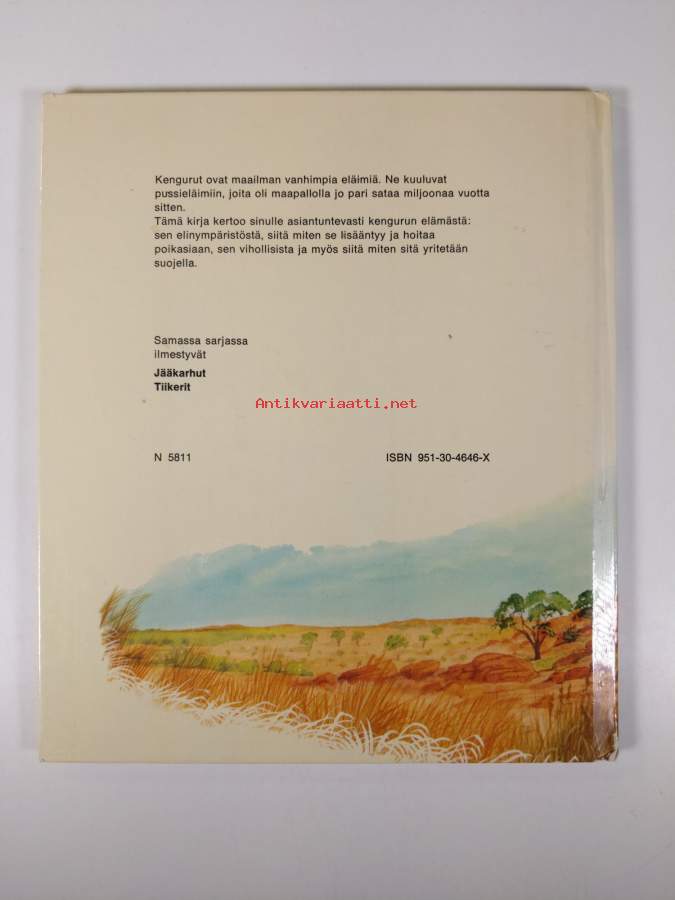 Kengurut ovat maailman vanhimpia eläimiä. Ne kuuluvat
pussieläimiin, joita oli maapallolla jo pari sataa miljoonaa vuotta
sitten.
Tämä kirja kertoo sinulle asiantuntevasti kengurun elämästä:
sen elinympäristöstä, siitä miten se lisääntyy ja hoitaa
poikasiaan, sen vihollisista ja myös siitä miten sitä yritetään
suojella.
Samassa sarjassa
ilmestyvät
Jääkarhut
Tiikerit
Antikvariaatti.net
N 5811 ISBN 951-30-4646-X